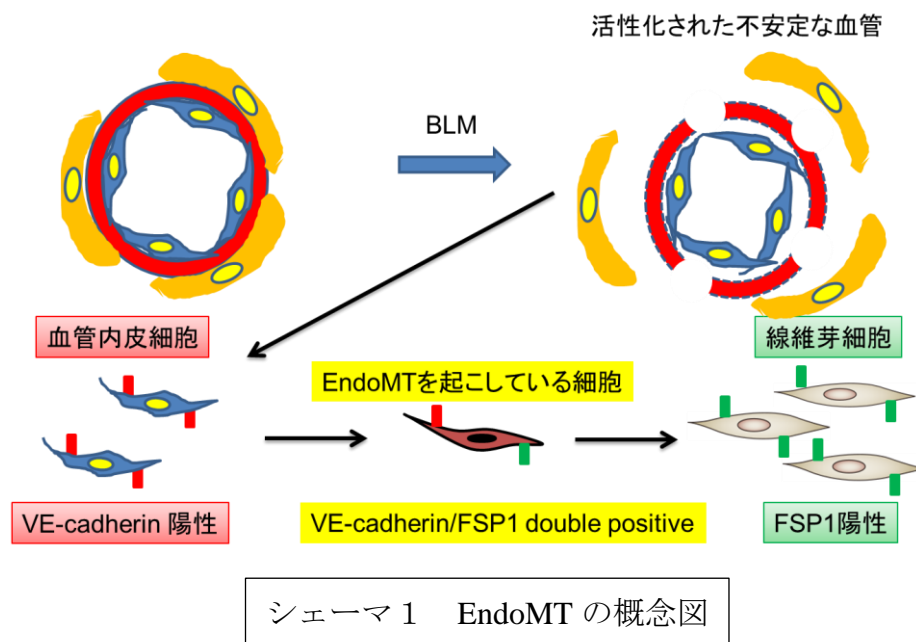 活性化された不安定な血管
BLM
血管内皮細胞
線維芽細胞
EndoMTを起こしている細胞
VE-cadherin 陽性
VE-cadherin/FSP1 double positive
FSP1陽性
シェーマ１　EndoMT の概念図